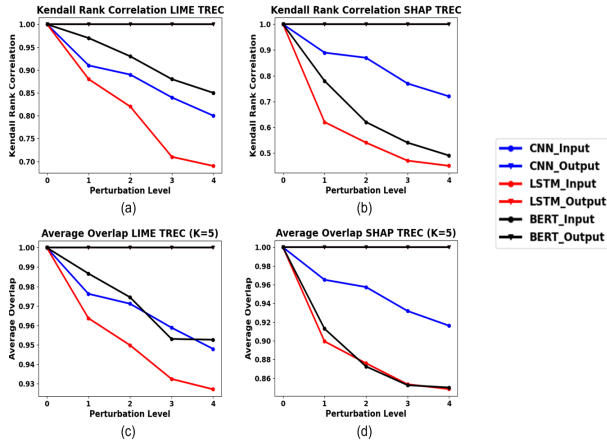 Kendall Rank Correlation LIME TREC
Kendall Rank Correlation
1.00
0.95
0.90
0.85
0.80
0.75
0.70
0 1 2 3 4
Perturbation Level
(a)
Kendall Rank Correlation SHAP TREC
Kendall Rank Correlation
1.0
0.9
0.8
0.7
0.6
0.5
0 1 2 3 4
Perturbation Level
(b)
CNN_Input
CNN_Output
LSTM_Input
LSTM_Output
BERT_Input
BERT_Output
Average Overlap LIME TREC (K=5)
Average Overlap
1.00
0.99
0.98
0.97
0.96
0.95
0.94
0.93
0 1 2 3 4
Perturbation Level
(c)
Average Overlap SHAP TREC (K=5)
Average Overlap
1.00
0.98
0.96
0.94
0.92
0.90
0.88
0.86
0 1 2 3 4
Perturbation Level
(d)